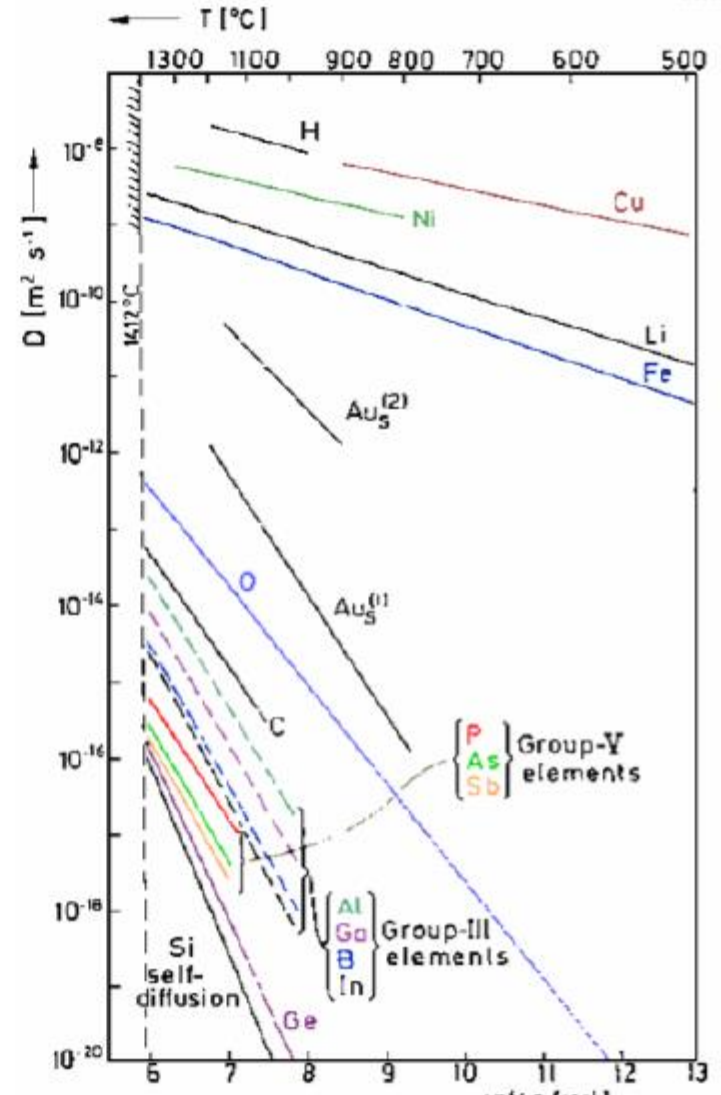 T [°C]
1300 1100 900 800 700 600 500
H
10⁻⁸
Cu
Ni
D [m² s⁻¹]
10⁻¹⁰
1412°C
Li
Fe
Au_S^(2)
10⁻¹²
O
10⁻¹⁴
Au_S^(1)
C
10⁻¹⁶
P
As
Sb
Group-V
elements
10⁻¹⁸
Al
Ga
B
In
Group-III
elements
Si
self-
diffusion
Ge
10⁻²⁰
6 7 8 9 10 11 12 13